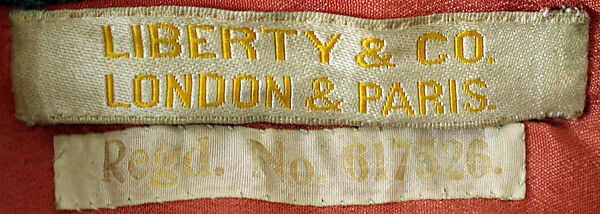 LIBERTY & CO.
LONDON & PARIS.
Regd. No. 617526.